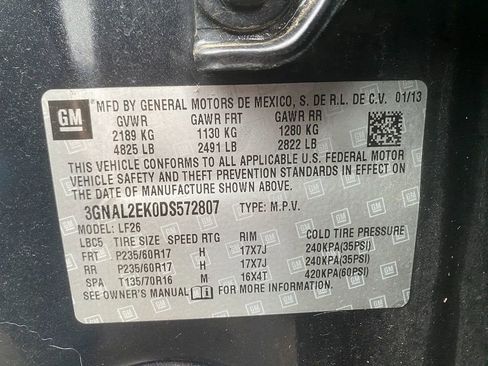 GM MFD BY GENERAL MOTORS DE MEXICO, S. DE R.L. DE C.V. 01/13
GVWR GAWR FRT GAWR RR
2189 KG 1130 KG 1280 KG
4825 LB 2491 LB 2822 LB
THIS VEHICLE CONFORMS TO ALL APPLICABLE U.S. FEDERAL MOTOR
VEHICLE SAFETY AND THEFT PREVENTION STANDARDS IN EFFECT ON
THE DATE OF MANUFACTURE SHOWN ABOVE.
3GNAL2EK0DS572807 TYPE: M.P.V.
MODEL: LF26
LBC5 TIRE SIZE SPEED RTG RIM COLD TIRE PRESSURE
FRT P235/60R17 H 17X7J 240KPA(35PSI)
RR P235/60R17 H 17X7J 240KPA(35PSI)
SPA T135/70R16 M 16X4T 420KPA(60PSI)
SEE OWNER'S MANUAL FOR MORE INFORMATION